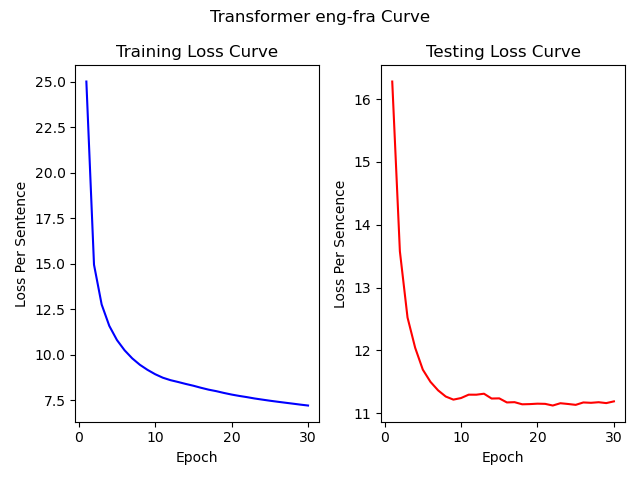 Transformer eng-fra Curve
Training Loss Curve
Testing Loss Curve
25.0
22.5
20.0
17.5
15.0
12.5
10.0
7.5
Loss Per Sentence
0 10 20 30
Epoch
16
15
14
13
12
11
Loss Per Sencence
0 10 20 30
Epoch